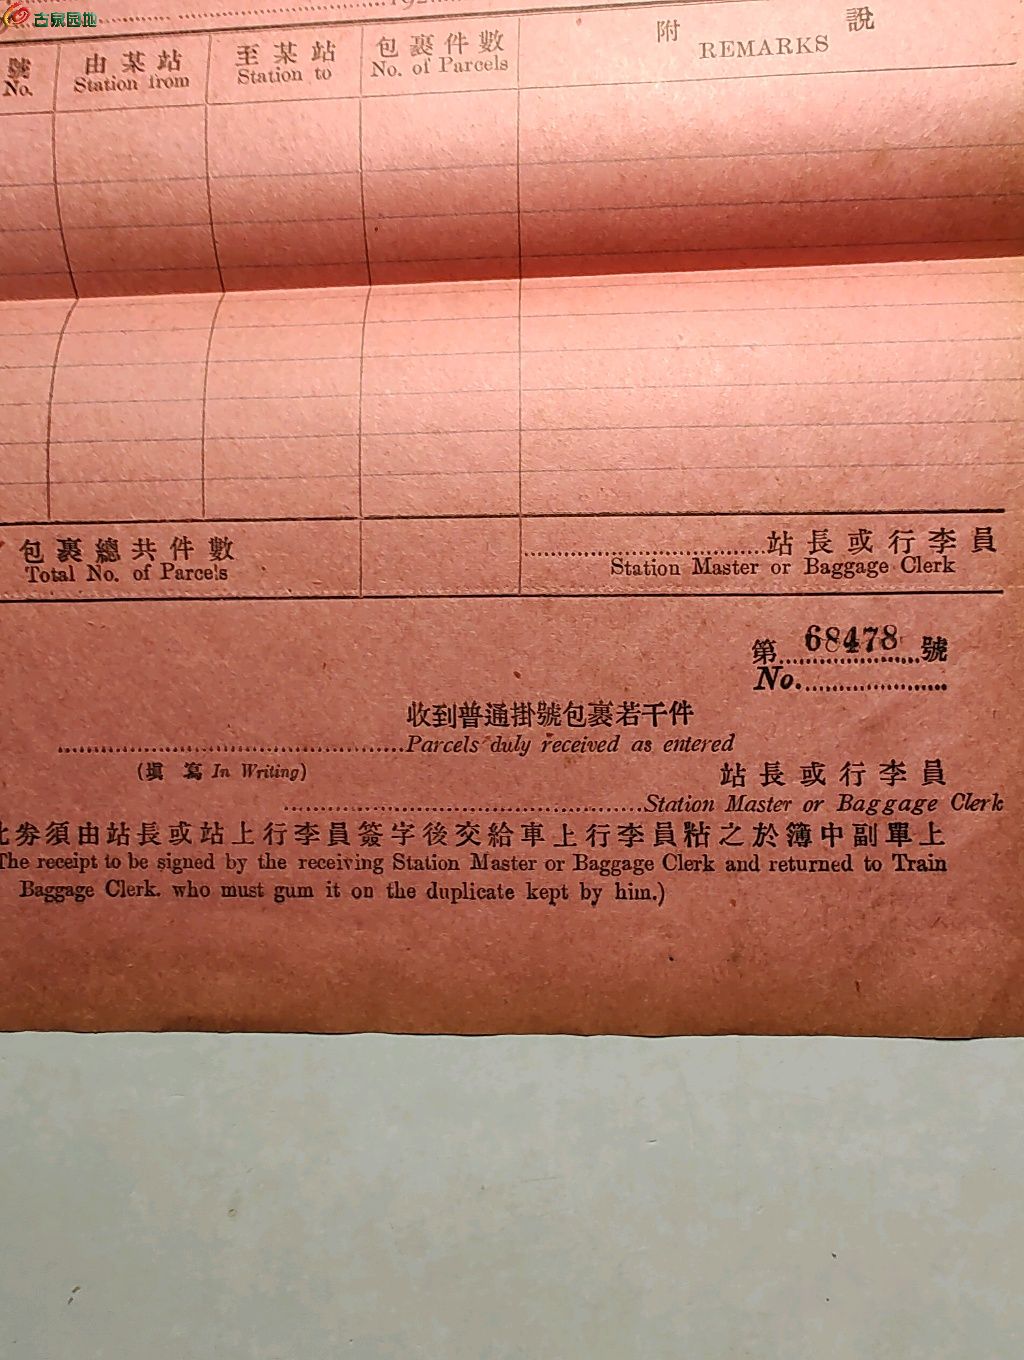 古泉园地
192
號 由某站 至某站 包裹件數 附 說
No. Station from Station to No. of Parcels REMARKS
包裹總共件數 站長或行李員
Total No. of Parcels Station Master or Baggage Clerk
第 68478 號
No.
收到普通掛號包裹若干件
Parcels duly received as entered
(填 寫 In Writing)
站長或行李員
Station Master or Baggage Clerk
此券須由站長或站上行李員簽字後交給車上行李員粘之於簿中副單上
The receipt to be signed by the receiving Station Master or Baggage Clerk and returned to Train
Baggage Clerk. who must gum it on the duplicate kept by him.)